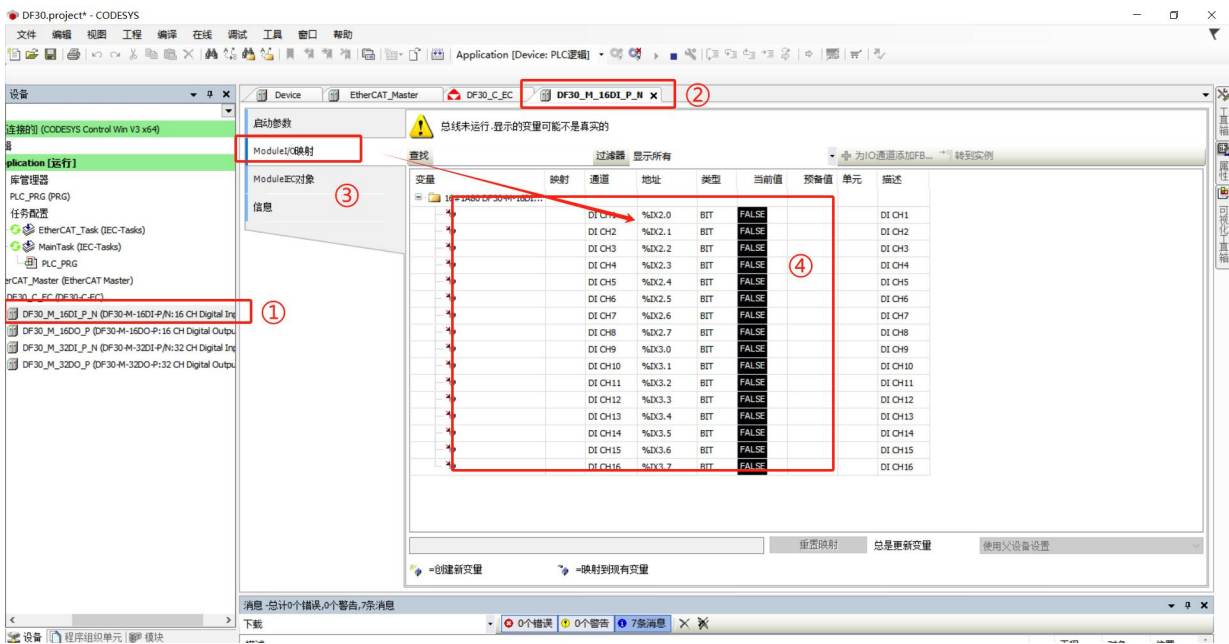 DF30.project* - CODESYS
文件 编辑 视图 工程 编译 在线 调试 工具 窗口 帮助
Application [Device: PLC逻辑]
设备
Device
EtherCAT_Master
DF30_C_EC
DF30_M_16DI_P_N
②
连接的] (CODESYS Control Win V3 x64)
辑
plication [运行]
库管理器
PLC_PRG (PRG)
任务配置
EtherCAT_Task (IEC-Tasks)
MainTask (IEC-Tasks)
PLC_PRG
erCAT_Master (EtherCAT Master)
DF30_C_EC (DF30-C-EC)
DF30_M_16DI_P_N (DF30-M-16DI-P/N:16 CH Digital Inp
①
DF30_M_16DO_P (DF30-M-16DO-P:16 CH Digital Outpu
DF30_M_32DI_P_N (DF30-M-32DI-P/N:32 CH Digital Inp
DF30_M_32DO_P (DF30-M-32DO-P:32 CH Digital Outpu
启动参数
ModuleI/O映射
ModuleIEC对象
信息
③
总线未运行.显示的变量可能不是真实的
查找 过滤器 显示所有 为IO通道添加FB... 转到实例
变量 映射 通道 地址 类型 当前值 预备值 单元 描述
16#1A00 DF30-M-16DI...
DI CH1 %IX2.0 BIT FALSE DI CH1
DI CH2 %IX2.1 BIT FALSE DI CH2
DI CH3 %IX2.2 BIT FALSE DI CH3
DI CH4 %IX2.3 BIT FALSE DI CH4
④
DI CH5 %IX2.4 BIT FALSE DI CH5
DI CH6 %IX2.5 BIT FALSE DI CH6
DI CH7 %IX2.6 BIT FALSE DI CH7
DI CH8 %IX2.7 BIT FALSE DI CH8
DI CH9 %IX3.0 BIT FALSE DI CH9
DI CH10 %IX3.1 BIT FALSE DI CH10
DI CH11 %IX3.2 BIT FALSE DI CH11
DI CH12 %IX3.3 BIT FALSE DI CH12
DI CH13 %IX3.4 BIT FALSE DI CH13
DI CH14 %IX3.5 BIT FALSE DI CH14
DI CH15 %IX3.6 BIT FALSE DI CH15
DI CH16 %IX3.7 BIT FALSE DI CH16
重置映射 总是更新变量 使用父设备设置
=创建新变量 =映射到现有变量
工具箱
属性
可视化工具箱
消息 -总计0个错误,0个警告,7条消息
下载 0个错误 0个警告 7条消息
设备 程序组织单元 模块